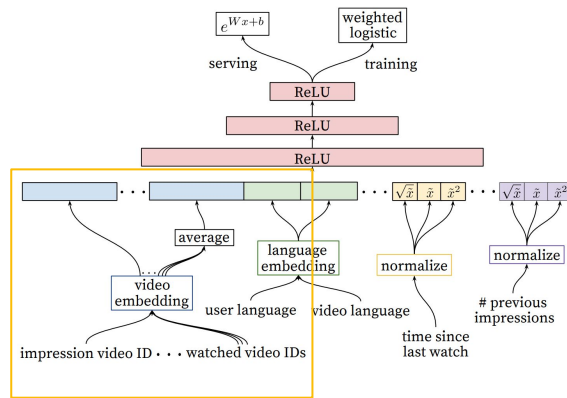 e^{Wx+b}
weighted
logistic
serving
training
ReLU
ReLU
ReLU
...
...
...
√x̃ x̃ x̃²
√x̃ x̃ x̃²
average
video
embedding
language
embedding
normalize
normalize
user language
video language
# previous
impressions
impression video ID ... watched video IDs
time since
last watch